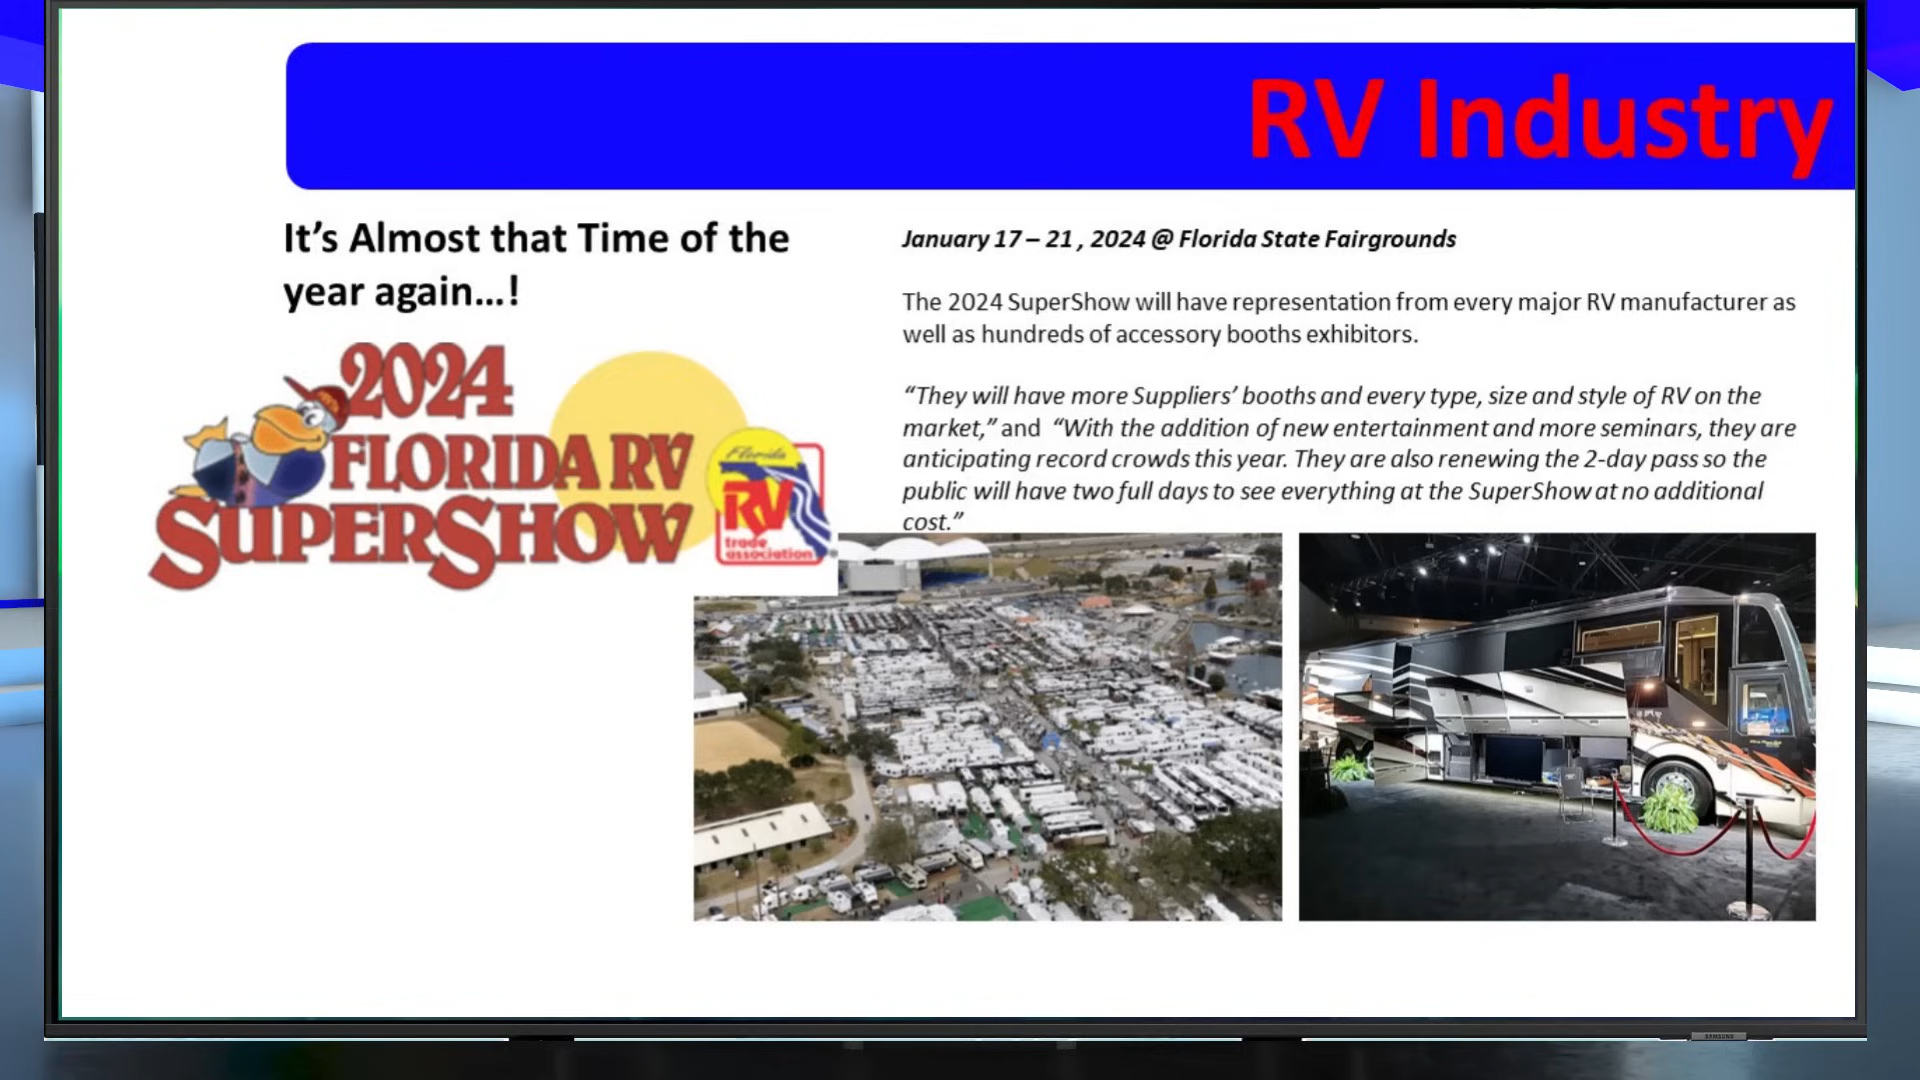 RV Industry
It’s Almost that Time of the
year again…!
2024
FLORIDA RV
SUPERSHOW
Florida
RV
trade
association
®
January 17 – 21 , 2024 @ Florida State Fairgrounds
The 2024 SuperShow will have representation from every major RV manufacturer as
well as hundreds of accessory booths exhibitors.
“They will have more Suppliers’ booths and every type, size and style of RV on the
market,” and “With the addition of new entertainment and more seminars, they are
anticipating record crowds this year. They are also renewing the 2-day pass so the
public will have two full days to see everything at the SuperShow at no additional
cost.”
SAMSUNG